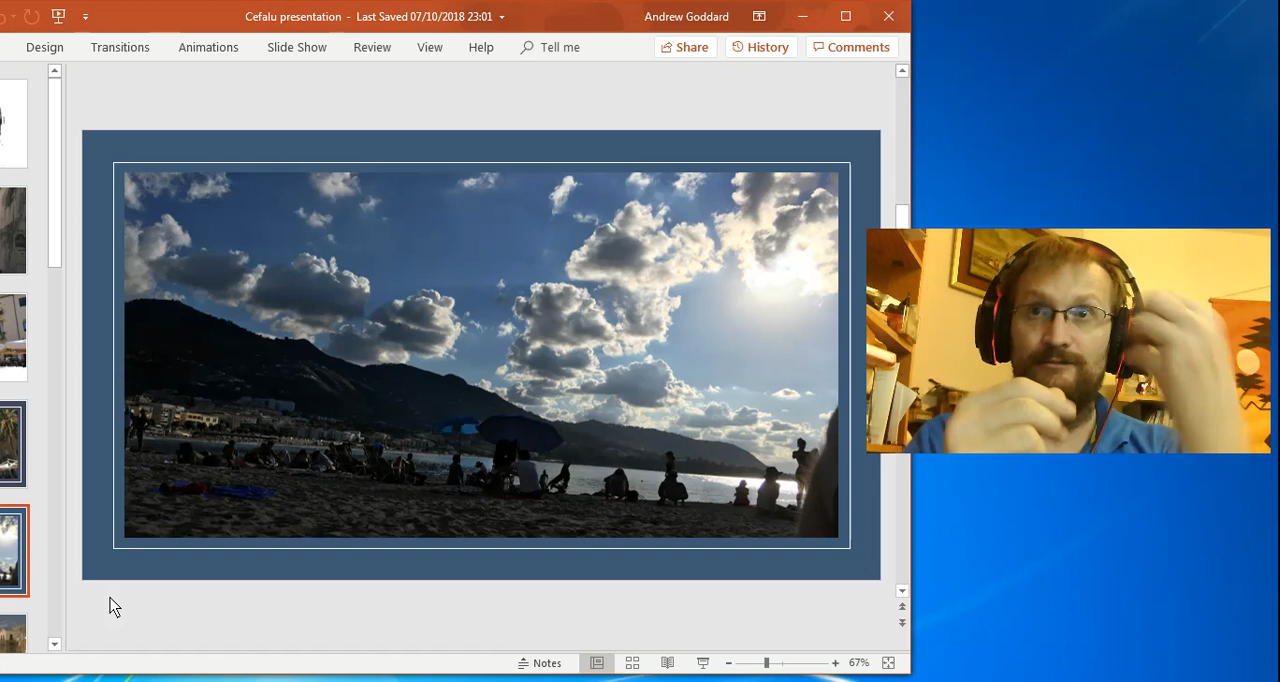 Cefalu presentation - Last Saved 07/10/2018 23:01
Andrew Goddard
Design Transitions Animations Slide Show Review View Help Tell me Share History Comments
Notes 67%